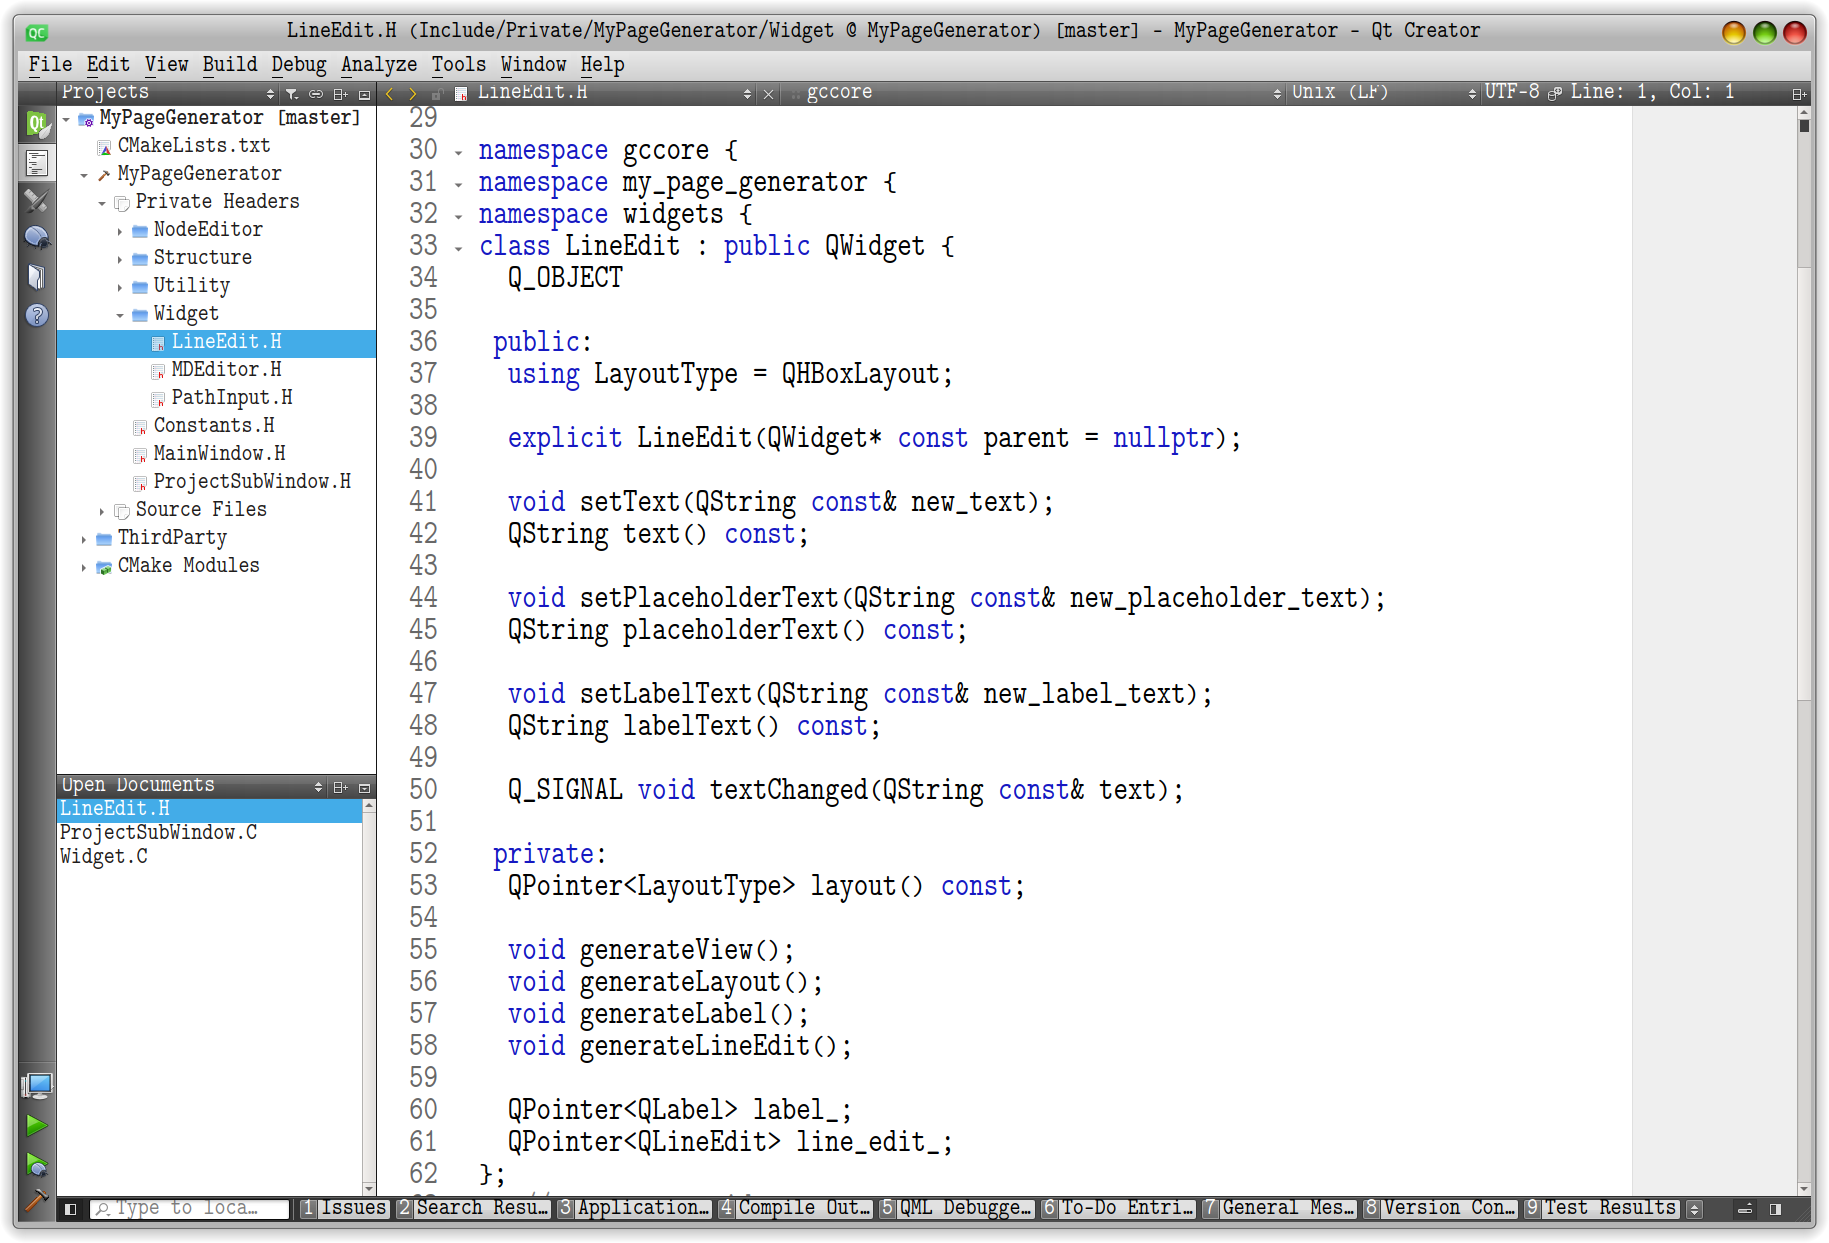 LineEdit.H (Include/Private/MyPageGenerator/Widget @ MyPageGenerator) [master] - MyPageGenerator - Qt Creator
File Edit View Build Debug Analyze Tools Window Help
Projects
LineEdit.H
gccore
Unix (LF)
UTF-8
Line: 1, Col: 1
MyPageGenerator [master]
CMakeLists.txt
MyPageGenerator
Private Headers
NodeEditor
Structure
Utility
Widget
LineEdit.H
MDEditor.H
PathInput.H
Constants.H
MainWindow.H
ProjectSubWindow.H
Source Files
ThirdParty
CMake Modules
Open Documents
LineEdit.H
ProjectSubWindow.C
Widget.C
29
30 namespace gccore {
31 namespace my_page_generator {
32 namespace widgets {
33 class LineEdit : public QWidget {
34   Q_OBJECT
35
36  public:
37   using LayoutType = QHBoxLayout;
38
39   explicit LineEdit(QWidget* const parent = nullptr);
40
41   void setText(QString const& new_text);
42   QString text() const;
43
44   void setPlaceholderText(QString const& new_placeholder_text);
45   QString placeholderText() const;
46
47   void setLabelText(QString const& new_label_text);
48   QString labelText() const;
49
50   Q_SIGNAL void textChanged(QString const& text);
51
52  private:
53   QPointer<LayoutType> layout() const;
54
55   void generateView();
56   void generateLayout();
57   void generateLabel();
58   void generateLineEdit();
59
60   QPointer<QLabel> label_;
61   QPointer<QLineEdit> line_edit_;
62 };
Type to loca…
1 Issues
2 Search Resu…
3 Application…
4 Compile Out…
5 QML Debugge…
6 To-Do Entri…
7 General Mes…
8 Version Con…
9 Test Results